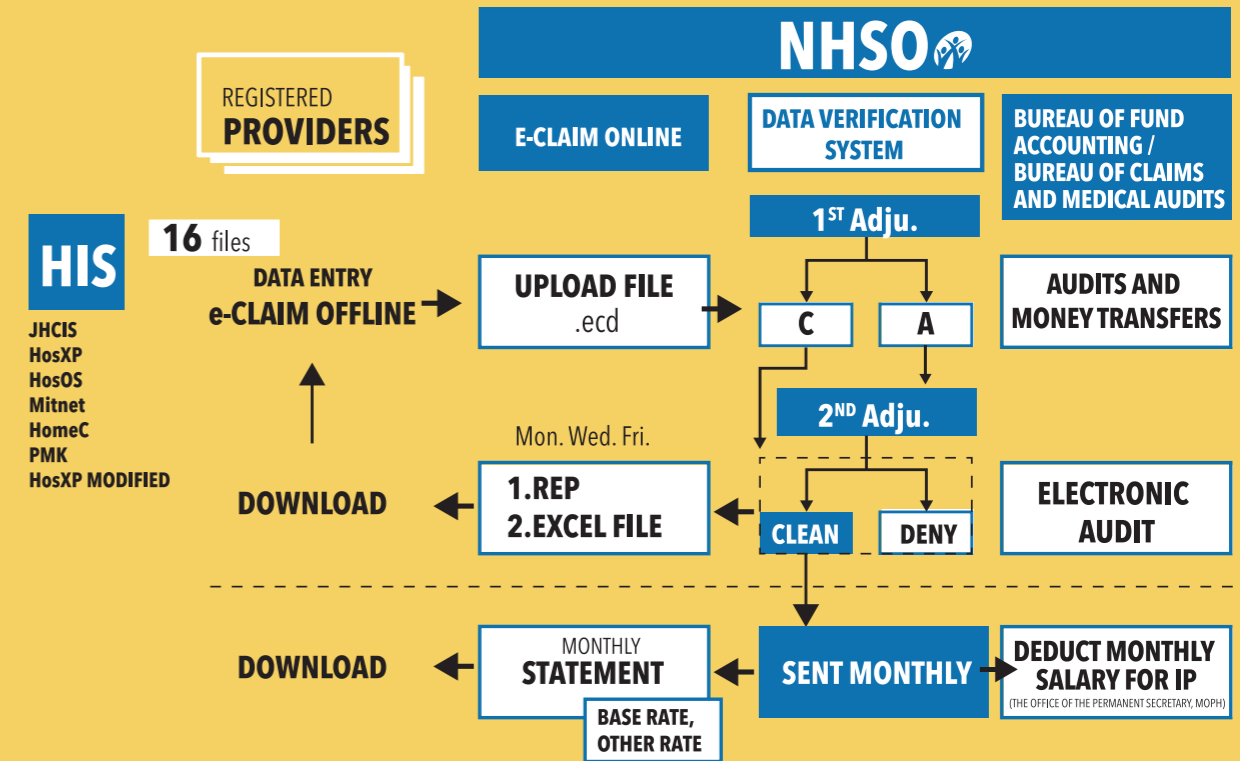 NHSO
REGISTERED
PROVIDERS
E-CLAIM ONLINE
DATA VERIFICATION
SYSTEM
BUREAU OF FUND
ACCOUNTING /
BUREAU OF CLAIMS
AND MEDICAL AUDITS
HIS
16 files
JHCIS
HosXP
HosOS
Mitnet
HomeC
PMK
HosXP MODIFIED
DATA ENTRY
e-CLAIM OFFLINE
UPLOAD FILE
.ecd
1ST Adju.
C
A
AUDITS AND
MONEY TRANSFERS
2ND Adju.
Mon. Wed. Fri.
DOWNLOAD
1.REP
2.EXCEL FILE
CLEAN
DENY
ELECTRONIC
AUDIT
DOWNLOAD
MONTHLY
STATEMENT
BASE RATE,
OTHER RATE
SENT MONTHLY
DEDUCT MONTHLY
SALARY FOR IP
(THE OFFICE OF THE PERMANENT SECRETARY, MOPH)